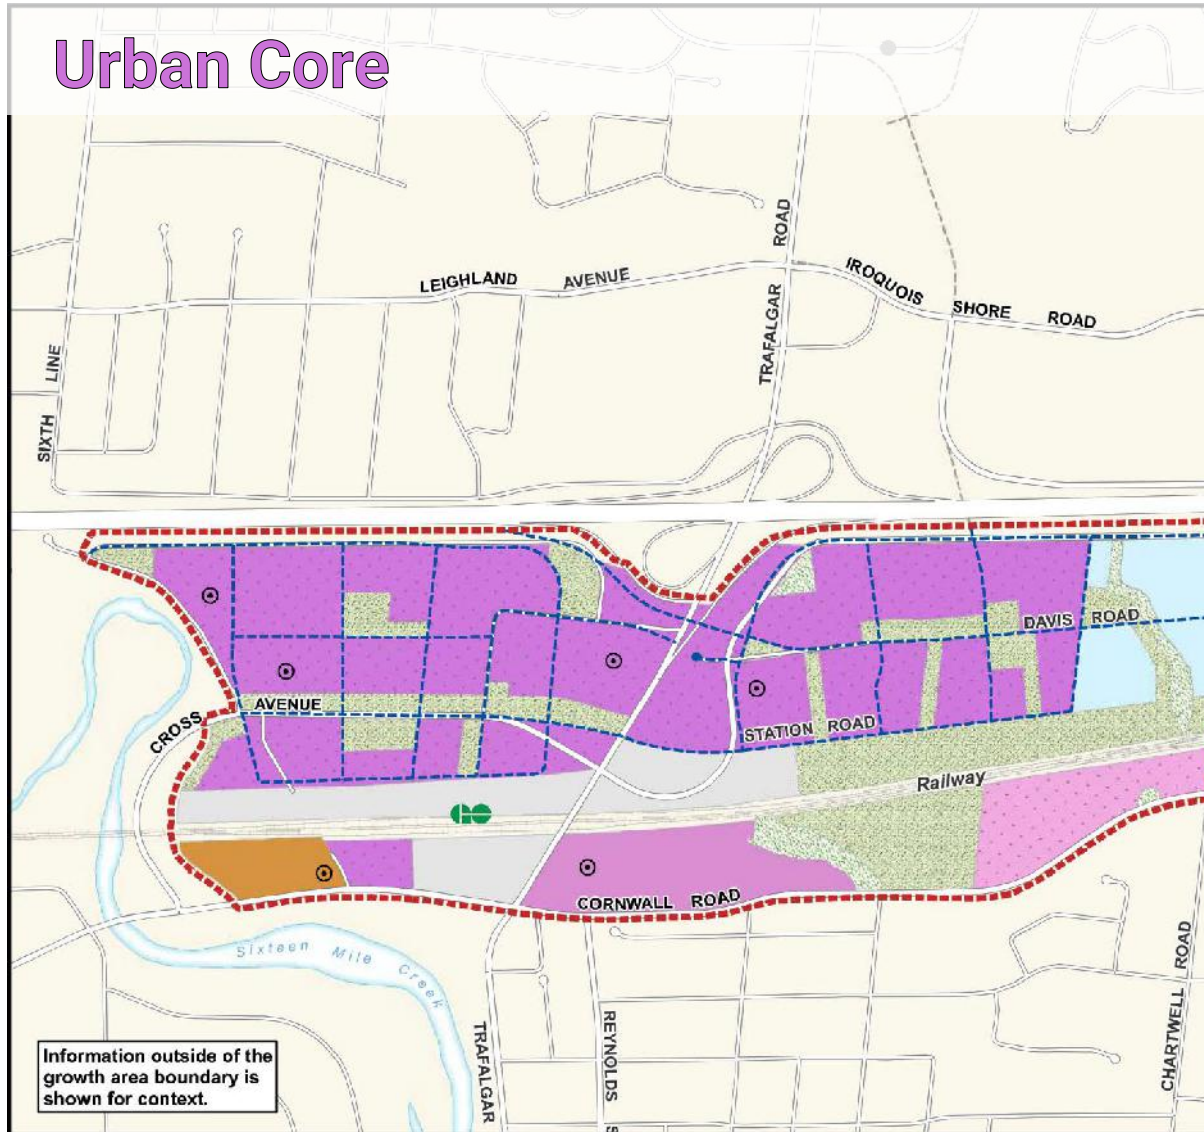 Urban Core
ROAD
TRAFALGAR
LEIGHLAND AVENUE
IROQUOIS SHORE ROAD
SIXTH LINE
DAVIS ROAD
CROSS AVENUE
STATION ROAD
Railway
GO
CORNWALL ROAD
Sixteen Mile Creek
TRAFALGAR
REYNOLDS
CHARTWELL ROAD
Information outside of the
growth area boundary is
shown for context.